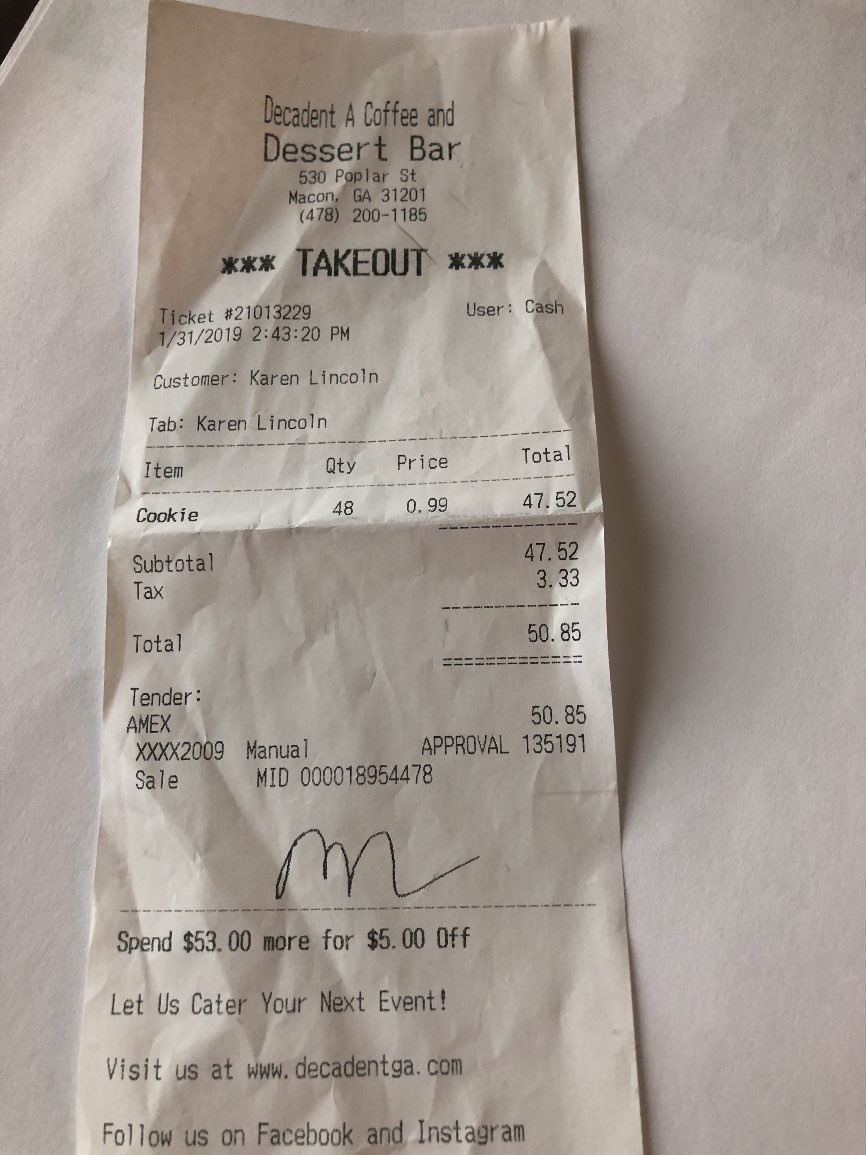 Decadent A Coffee and
Dessert Bar
530 Poplar St
Macon, GA 31201
(478) 200-1185
*** TAKEOUT ***
Ticket #21013229 User: Cash
1/31/2019 2:43:20 PM
Customer: Karen Lincoln
Tab: Karen Lincoln
Item Qty Price Total
Cookie 48 0.99 47.52
Subtotal 47.52
Tax 3.33
Total 50.85
Tender:
AMEX 50.85
XXXX2009 Manual APPROVAL 135191
Sale MID 000018954478
Spend $53.00 more for $5.00 Off
Let Us Cater Your Next Event!
Visit us at www.decadentga.com
Follow us on Facebook and Instagram